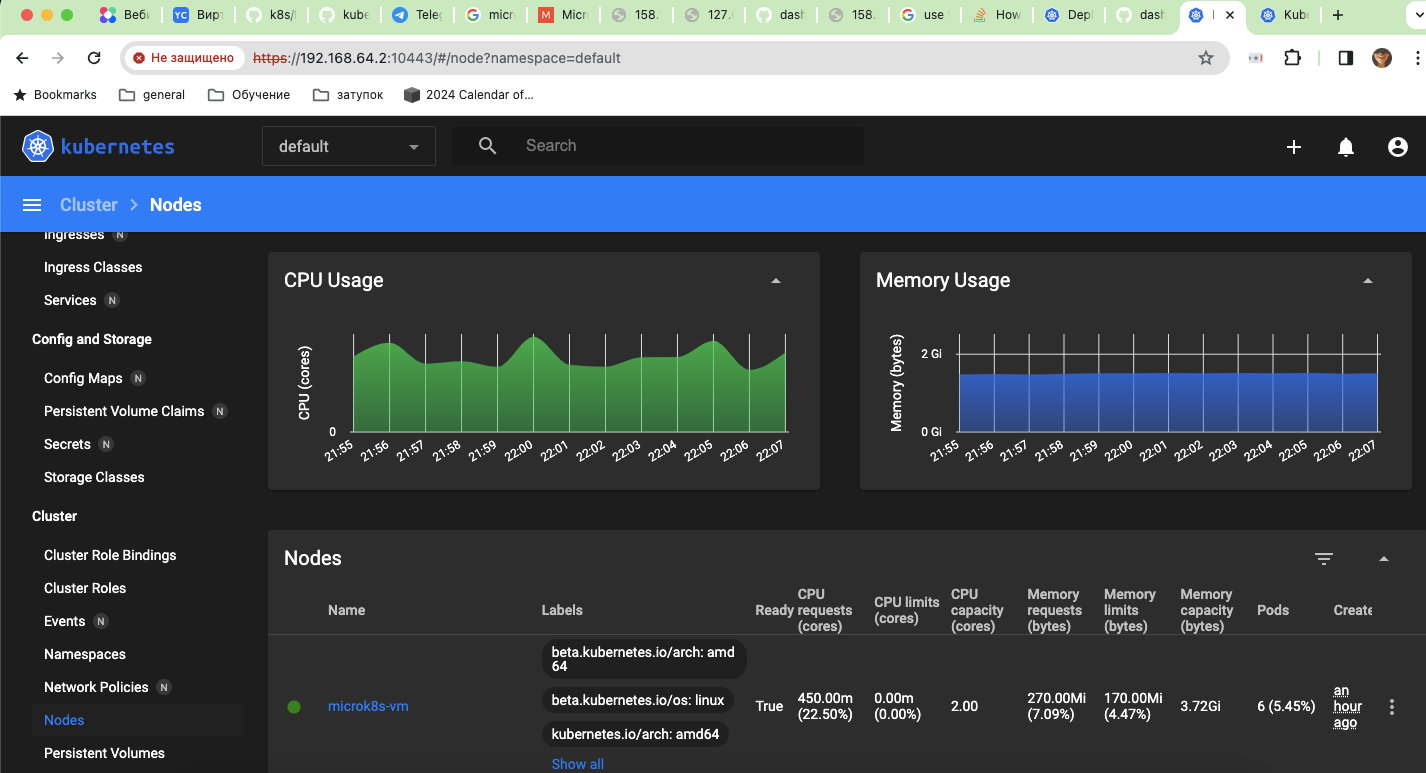 Веби
Вирт
k8s/i
kube
Teleg
micro
Micro
158.
127.
dash
158.
use
How
Depl
dash
Kube
Не защищено https://192.168.64.2:10443/#/node?namespace=default
Bookmarks general Обучение затупок 2024 Calendar of...
kubernetes default Search
Cluster Nodes
Ingresses N
Ingress Classes
Services N
Config and Storage
Config Maps N
Persistent Volume Claims N
Secrets N
Storage Classes
Cluster
Cluster Role Bindings
Cluster Roles
Events N
Namespaces
Network Policies N
Nodes
Persistent Volumes
CPU Usage
CPU (cores)
0
21:55 21:56 21:57 21:58 21:59 22:00 22:01 22:02 22:03 22:04 22:05 22:06 22:07
Memory Usage
Memory (bytes)
2 Gi
0 Gi
21:55 21:56 21:57 21:58 21:59 22:00 22:01 22:02 22:03 22:04 22:05 22:06 22:07
Nodes
Name
Labels
Ready
CPU
requests
(cores)
CPU limits
(cores)
CPU
capacity
(cores)
Memory
requests
(bytes)
Memory
limits
(bytes)
Memory
capacity
(bytes)
Pods
Create
microk8s-vm
beta.kubernetes.io/arch: amd
64
beta.kubernetes.io/os: linux
kubernetes.io/arch: amd64
Show all
True
450.00m
(22.50%)
0.00m
(0.00%)
2.00
270.00Mi
(7.09%)
170.00Mi
(4.47%)
3.72Gi
6 (5.45%)
an
hour
ago